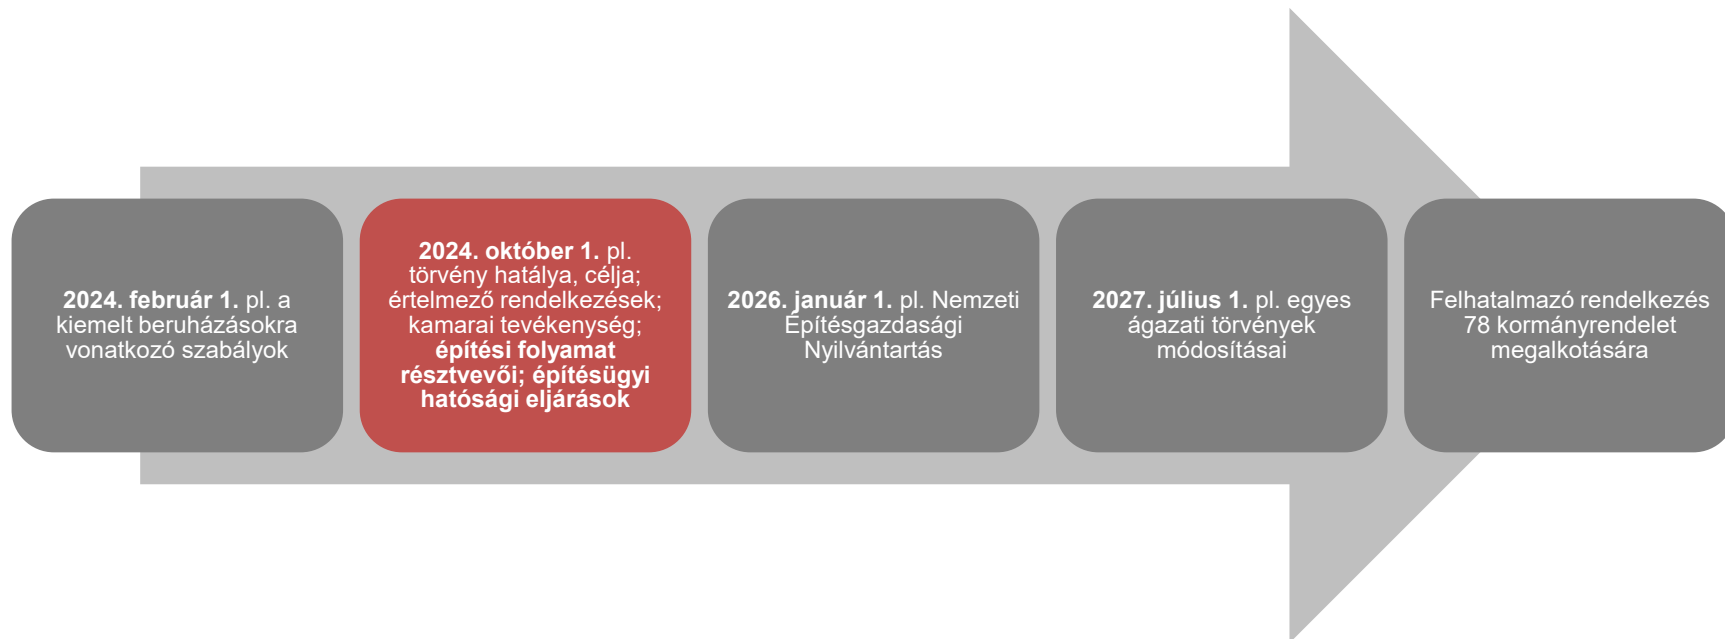 2024. február 1. pl. a
kiemelt beruházásokra
vonatkozó szabályok
2024. október 1. pl.
törvény hatálya, célja;
értelmező rendelkezések;
kamarai tevékenység;
építési folyamat
résztvevői; építésügyi
hatósági eljárások
2026. január 1. pl. Nemzeti
Építésgazdasági
Nyilvántartás
2027. július 1. pl. egyes
ágazati törvények
módosításai
Felhatalmazó rendelkezés
78 kormányrendelet
megalkotására